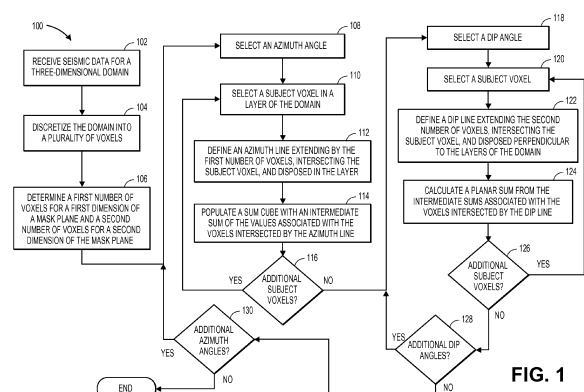 100
102
RECEIVE SEISMIC DATA FOR A
THREE-DIMENSIONAL DOMAIN
104
DISCRETIZE THE DOMAIN INTO
A PLURALITY OF VOXELS
106
DETERMINE A FIRST NUMBER OF
VOXELS FOR A FIRST DIMENSION OF
A MASK PLANE AND A SECOND
NUMBER OF VOXELS FOR A SECOND
DIMENSION OF THE MASK PLANE
108
SELECT AN AZIMUTH ANGLE
110
SELECT A SUBJECT VOXEL IN A
LAYER OF THE DOMAIN
112
DEFINE AN AZIMUTH LINE EXTENDING BY THE
FIRST NUMBER OF VOXELS, INTERSECTING THE
SUBJECT VOXEL, AND DISPOSED IN THE LAYER
114
POPULATE A SUM CUBE WITH AN INTERMEDIATE
SUM OF THE VALUES ASSOCIATED WITH THE
VOXELS INTERSECTED BY THE AZIMUTH LINE
116
YES
ADDITIONAL
SUBJECT
VOXELS?
NO
118
SELECT A DIP ANGLE
120
SELECT A SUBJECT VOXEL
122
DEFINE A DIP LINE EXTENDING THE SECOND
NUMBER OF VOXELS, INTERSECTING THE
SUBJECT VOXEL, AND DISPOSED PERPENDICULAR
TO THE LAYERS OF THE DOMAIN
124
CALCULATE A PLANAR SUM FROM THE
INTERMEDIATE SUMS ASSOCIATED WITH THE
VOXELS INTERSECTED BY THE DIP LINE
126
ADDITIONAL
SUBJECT
VOXELS?
YES
NO
128
YES
ADDITIONAL DIP
ANGLES?
NO
130
ADDITIONAL
AZIMUTH
ANGLES?
YES
NO
END
FIG. 1